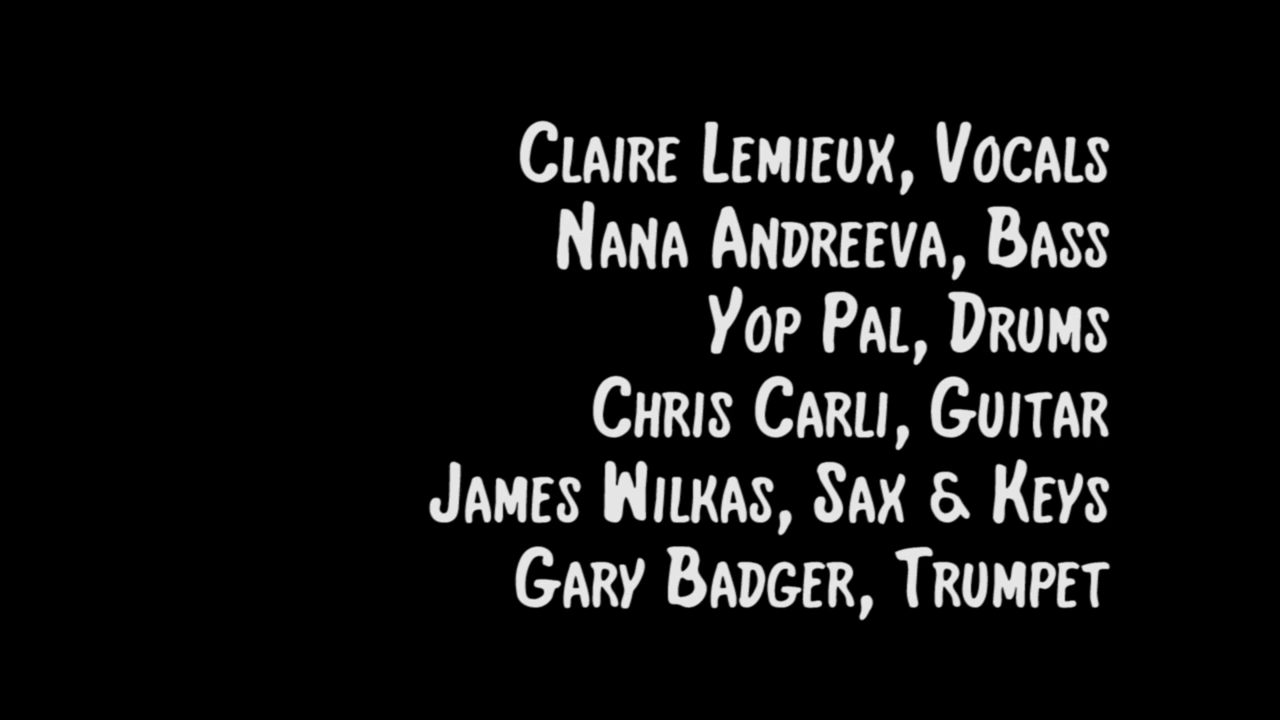 Claire Lemieux, Vocals
Nana Andreeva, Bass
Yop Pal, Drums
Chris Carli, Guitar
James Wilkas, Sax & Keys
Gary Badger, Trumpet